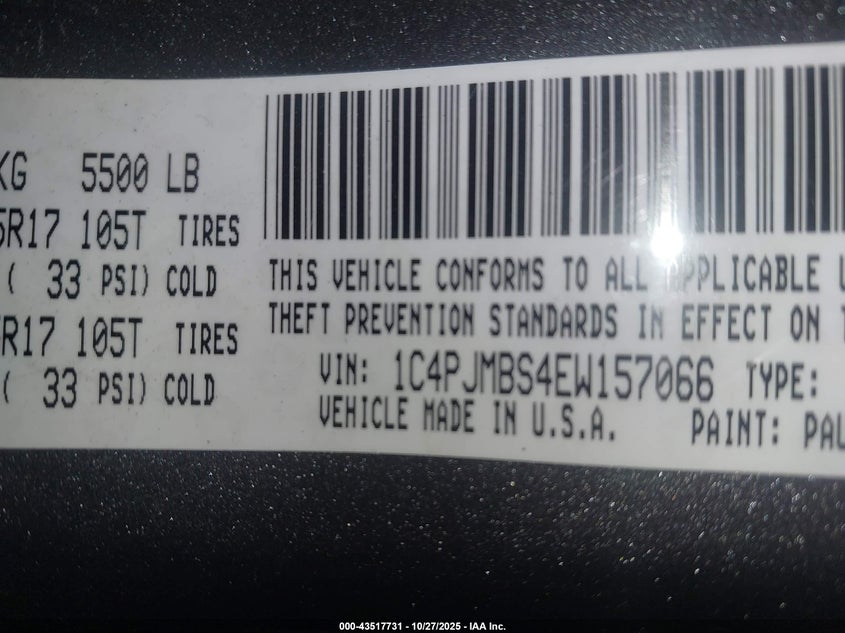 KG 5500 LB
5R17 105T TIRES
( 33 PSI) COLD
R17 105T TIRES
( 33 PSI) COLD
THIS VEHICLE CONFORMS TO ALL APPLICABLE
THEFT PREVENTION STANDARDS IN EFFECT ON
VIN: 1C4PJMBS4EW157066 TYPE:
VEHICLE MADE IN U.S.A. PAINT: PAU
000-43517731 - 10/27/2025 - IAA Inc.